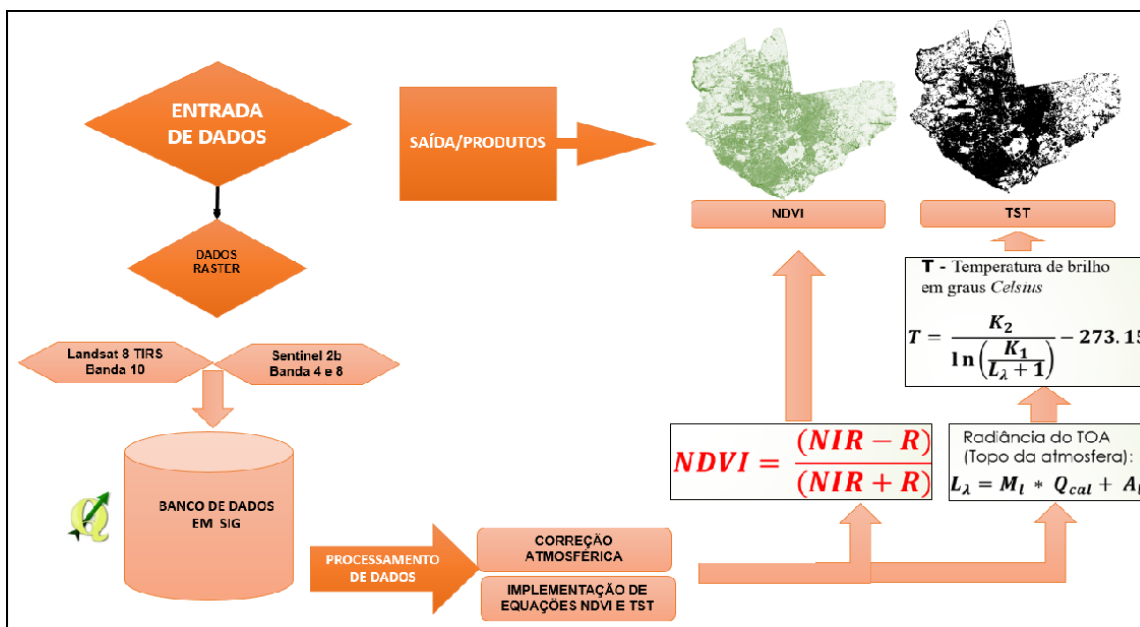 ENTRADA
DE DADOS
DADOS
RASTER
Landsat 8 TIRS
Banda 10
Sentinel 2b
Banda 4 e 8
BANCO DE DADOS
EM SIG
PROCESSAMENTO
DE DADOS
CORREÇÃO
ATMOSFÉRICA
IMPLEMENTAÇÃO DE
EQUAÇÕES NDVI E TST
NDVI = (NIR − R) / (NIR + R)
Radiância do TOA
(Topo da atmosfera):
Lλ = Ml * Qcal + Al
T - Temperatura de brilho
em graus Celsius
T = K2 / ln(K1 / Lλ + 1) − 273.15
SAÍDA/PRODUTOS
NDVI
TST